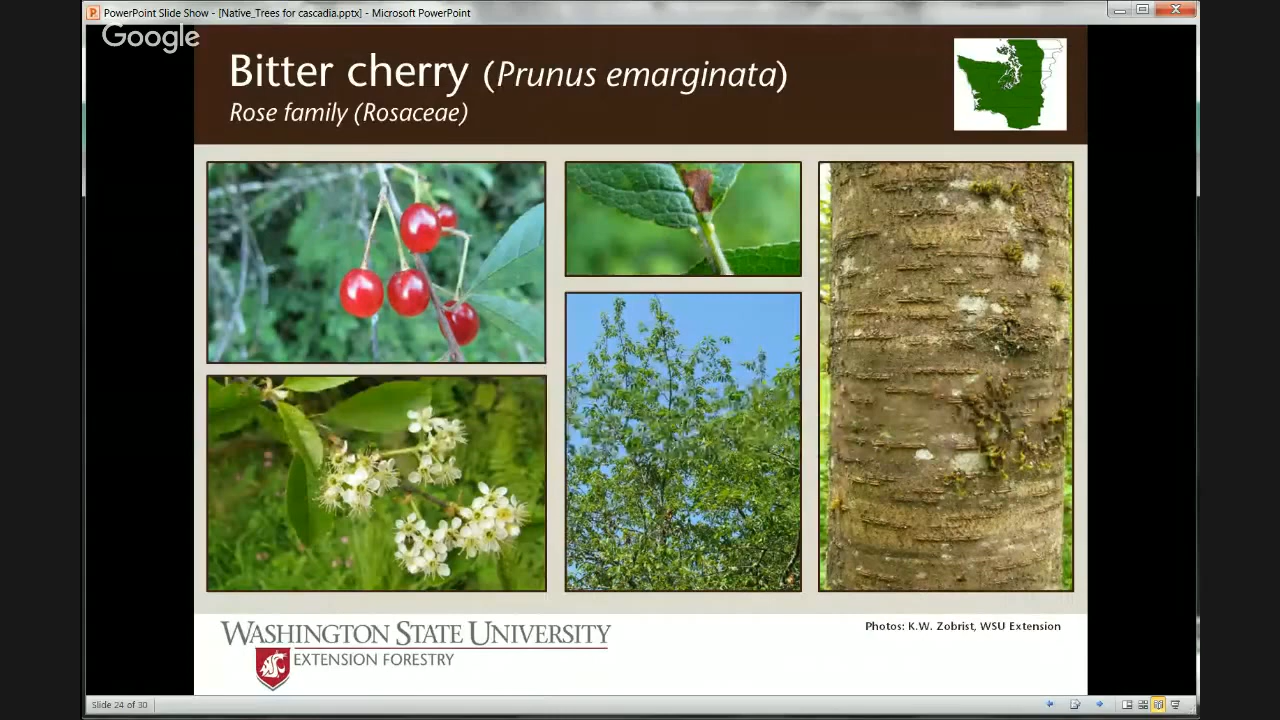 PowerPoint Slide Show - [Native_Trees for cascadia.pptx] - Microsoft PowerPoint
Google
Bitter cherry (Prunus emarginata)
Rose family (Rosaceae)
Photos: K.W. Zobrist, WSU Extension
WASHINGTON STATE UNIVERSITY
EXTENSION FORESTRY
Slide 24 of 30